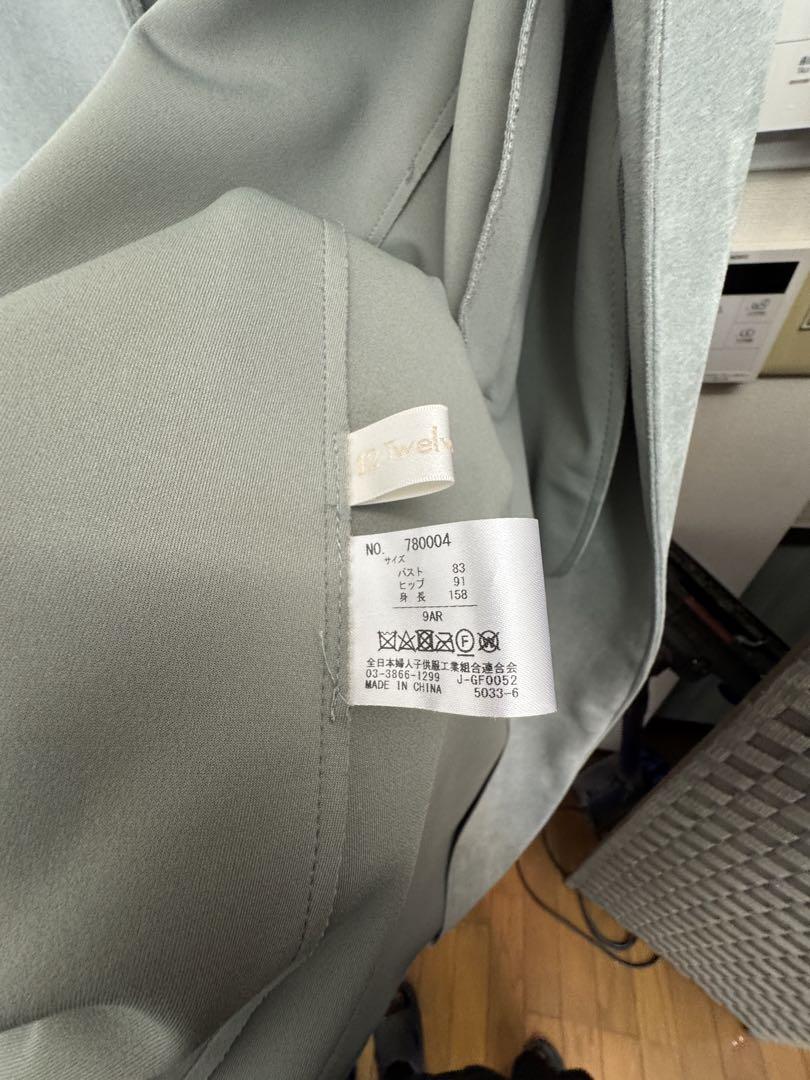 12 Twelv
NO. 780004
サイズ
バスト 83
ヒップ 91
身長 158
9AR
F
W
全日本婦人子供服工業組合連合会
03-3866-1299 J-GF0052
MADE IN CHINA 5033-6